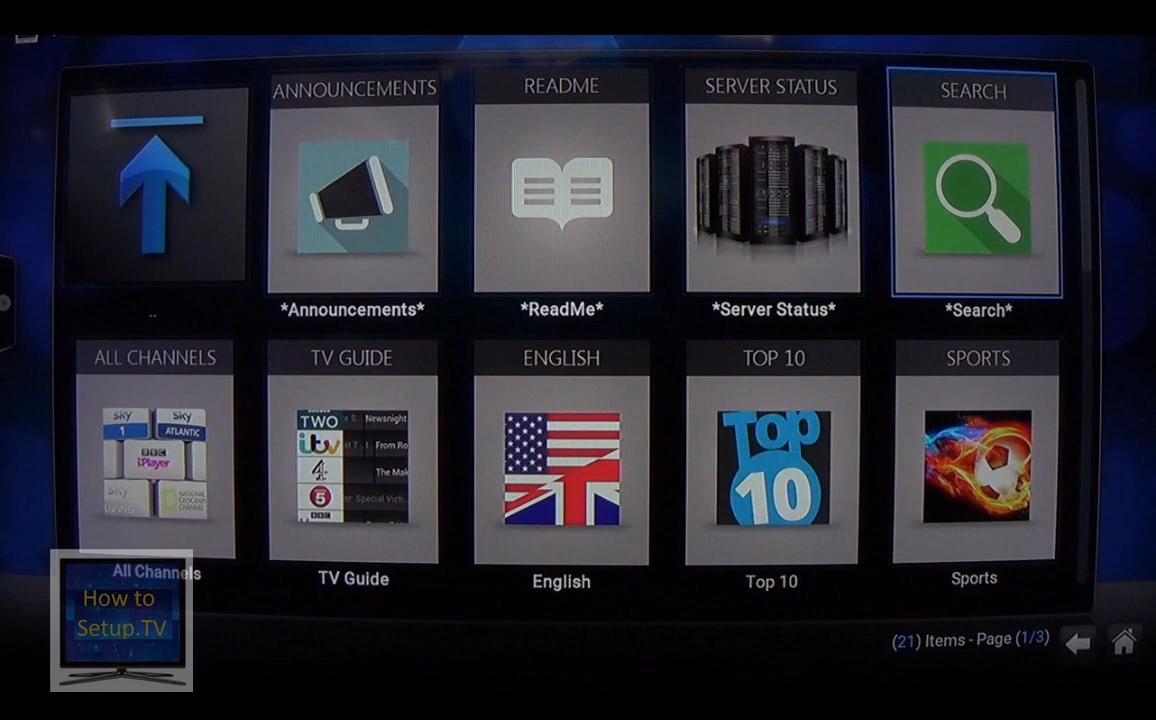 ANNOUNCEMENTS
README
SERVER STATUS
SEARCH
..
*Announcements*
*ReadMe*
*Server Status*
*Search*
ALL CHANNELS
TV GUIDE
ENGLISH
TOP 10
SPORTS
sky
1
sky
ATLANTIC
BBC
iPlayer
sky
LIVING
NATIONAL
GEOGRAPHIC
CHANNEL
TWO
Newsnight
itv
From Ro
4
The Mak
5
er: Special Victi
BBC
Top
10
All Channels
TV Guide
English
Top 10
Sports
How to
Setup.TV
(21) Items - Page (1/3)